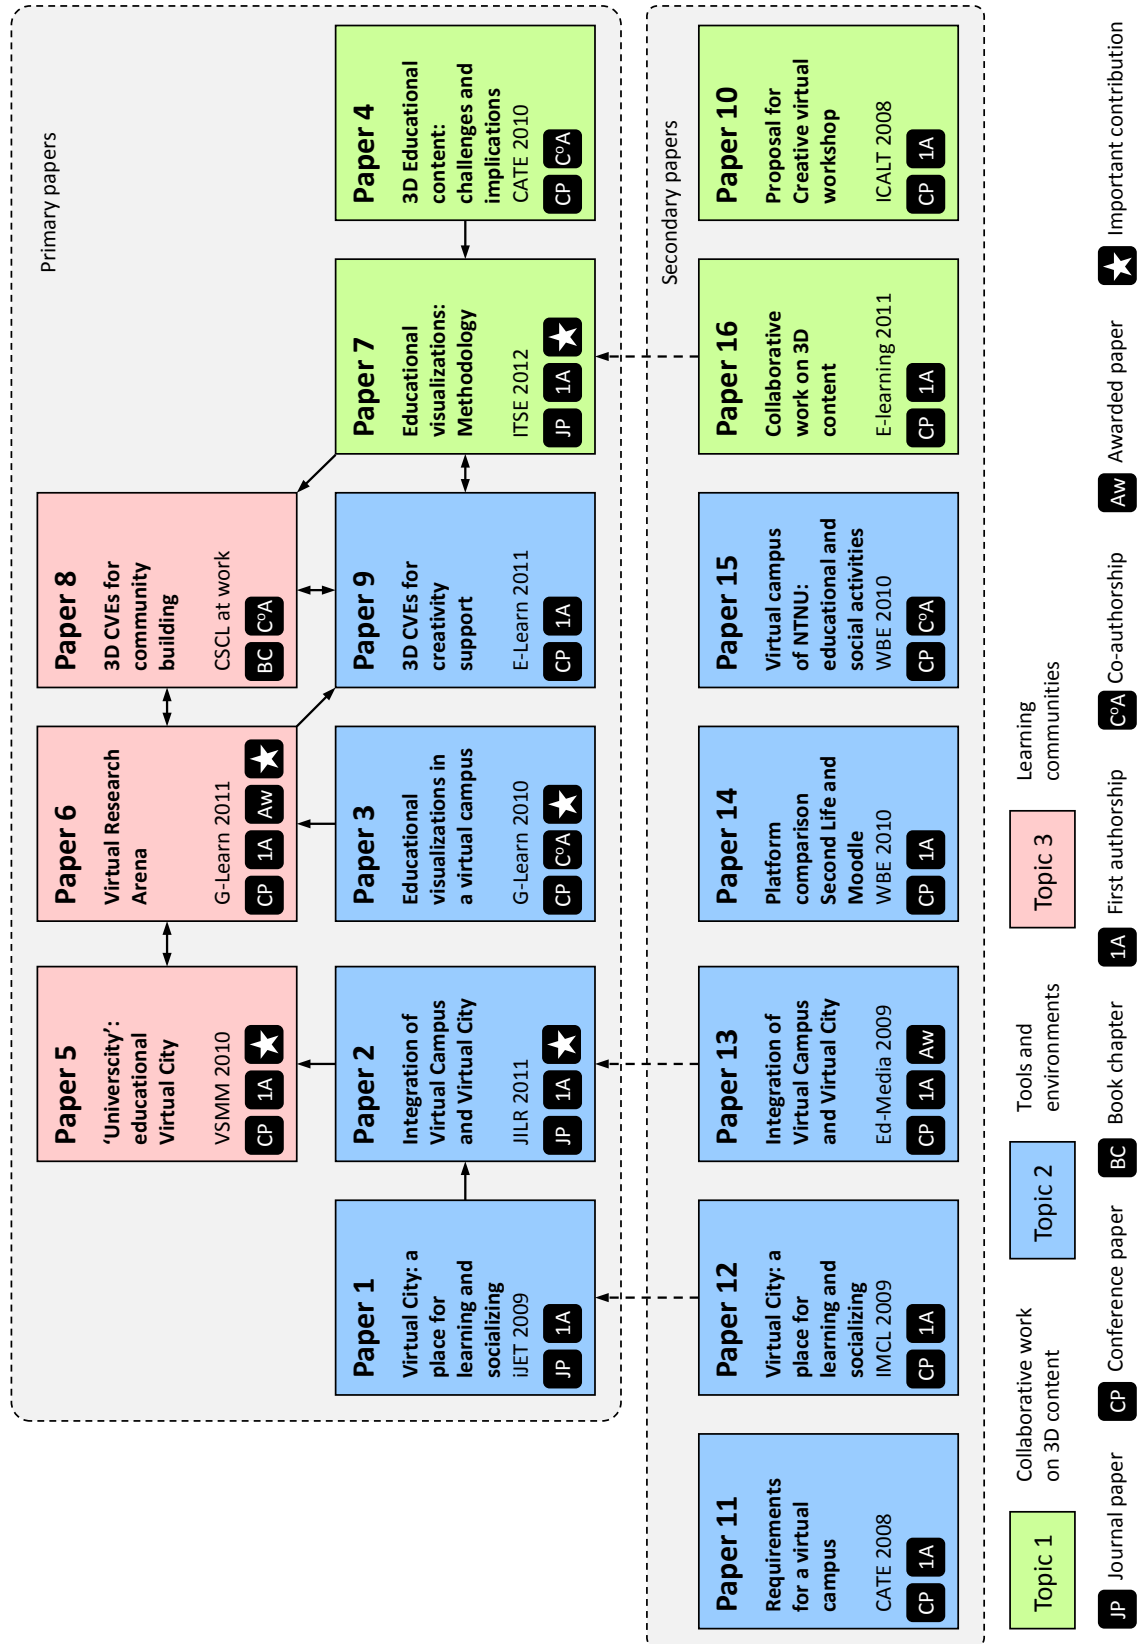 Primary papers
Paper 5
'Universcity':
educational
Virtual City
VSMM 2010
CP 1A
Paper 6
Virtual Research
Arena
G-Learn 2011
CP 1A Aw
Paper 8
3D CVEs for
community
building
CSCL at work
BC CºA
Paper 1
Virtual City: a
place for
learning and
socializing
iJET 2009
JP 1A
Paper 2
Integration of
Virtual Campus
and Virtual City
JILR 2011
JP 1A
Paper 3
Educational
visualizations in
a virtual campus
G-Learn 2010
CP CºA
Paper 9
3D CVEs for
creativity
support
E-Learn 2011
CP 1A
Paper 7
Educational
visualizations:
Methodology
ITSE 2012
JP 1A
Paper 4
3D Educational
content:
challenges and
implications
CATE 2010
CP CºA
Secondary papers
Paper 11
Requirements
for a virtual
campus
CATE 2008
CP 1A
Paper 12
Virtual City: a
place for
learning and
socializing
IMCL 2009
CP 1A
Paper 13
Integration of
Virtual Campus
and Virtual City
Ed-Media 2009
CP 1A Aw
Paper 14
Platform
comparison
Second Life and
Moodle
WBE 2010
CP 1A
Paper 15
Virtual campus
of NTNU:
educational and
social activities
WBE 2010
CP CºA
Paper 16
Collaborative
work on 3D
content
E-learning 2011
CP 1A
Paper 10
Proposal for
Creative virtual
workshop
ICALT 2008
CP 1A
Topic 1
Collaborative work
on 3D content
Topic 2
Tools and
environments
Topic 3
Learning
communities
JP Journal paper
CP Conference paper
BC Book chapter
1A First authorship
CºA Co-authorship
Aw Awarded paper
Important contribution